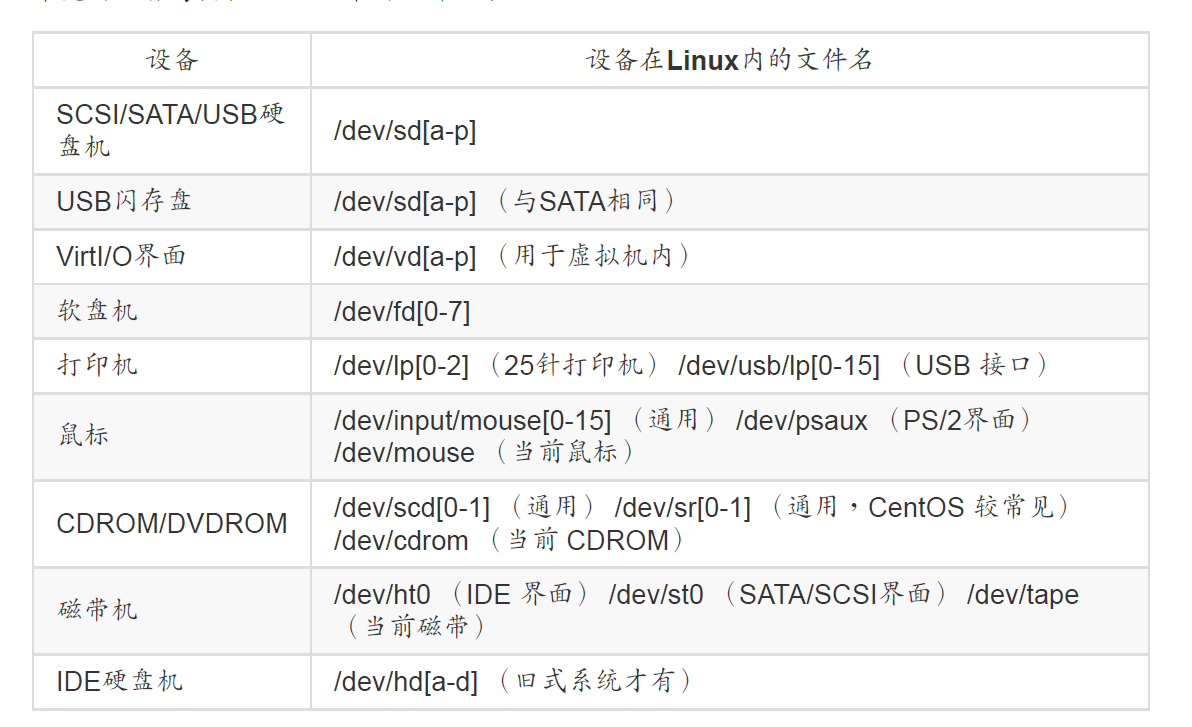 设备
设备在Linux内的文件名
SCSI/SATA/USB硬
盘机
/dev/sd[a-p]
USB闪存盘
/dev/sd[a-p] （与SATA相同）
VirtI/O界面
/dev/vd[a-p] （用于虚拟机内）
软盘机
/dev/fd[0-7]
打印机
/dev/lp[0-2] （25针打印机） /dev/usb/lp[0-15] （USB 接口）
鼠标
/dev/input/mouse[0-15] （通用） /dev/psaux （PS/2界面）
/dev/mouse （当前鼠标）
CDROM/DVDROM
/dev/scd[0-1] （通用） /dev/sr[0-1] （通用，CentOS 较常见）
/dev/cdrom （当前 CDROM）
磁带机
/dev/ht0 （IDE 界面） /dev/st0 （SATA/SCSI界面） /dev/tape
（当前磁带）
IDE硬盘机
/dev/hd[a-d] （旧式系统才有）